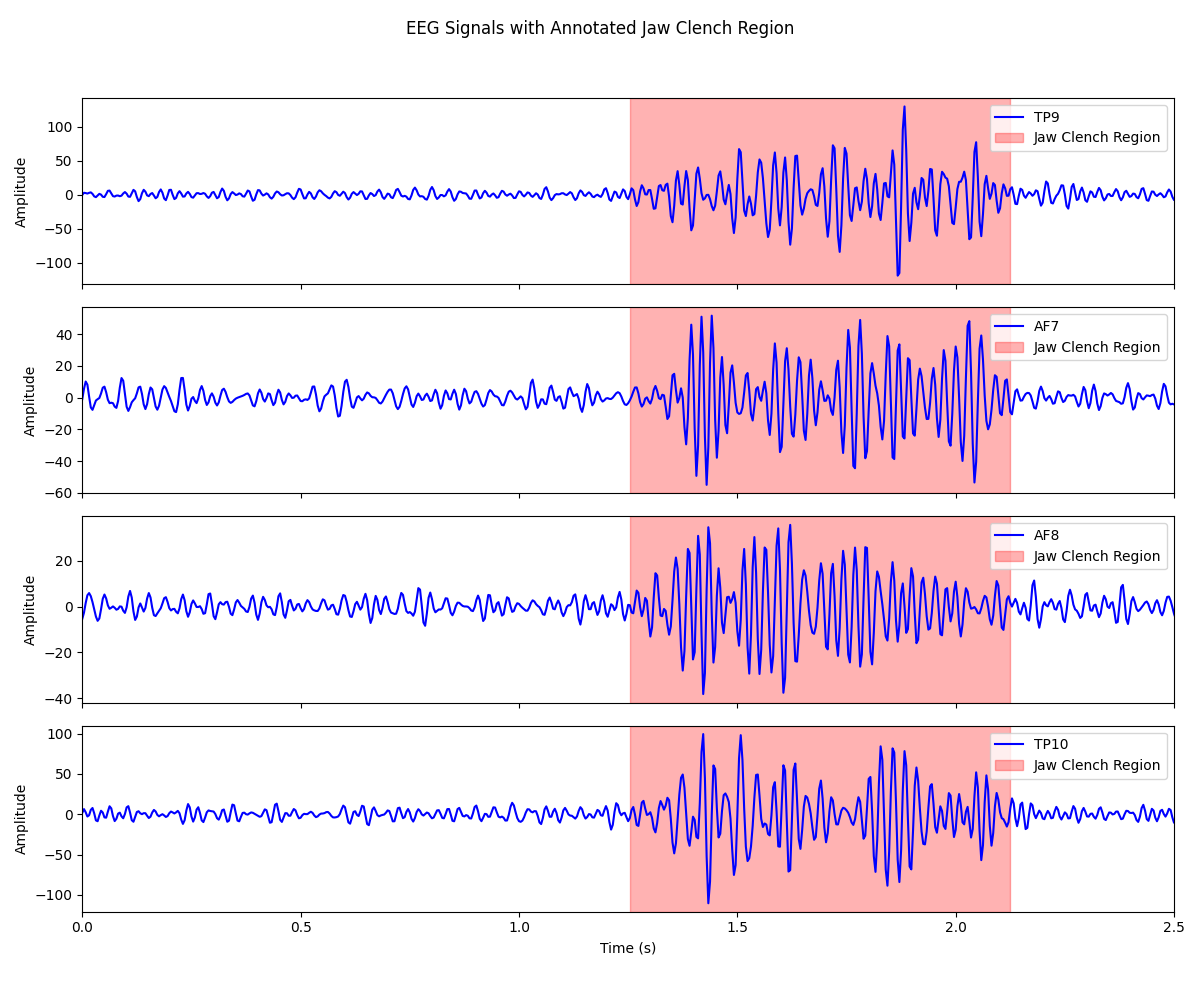 EEG Signals with Annotated Jaw Clench Region
100
50
0
−50
−100
Amplitude
TP9
Jaw Clench Region
40
20
0
−20
−40
−60
Amplitude
AF7
Jaw Clench Region
20
0
−20
−40
Amplitude
AF8
Jaw Clench Region
100
50
0
−50
−100
Amplitude
TP10
Jaw Clench Region
0.0 0.5 1.0 1.5 2.0 2.5
Time (s)